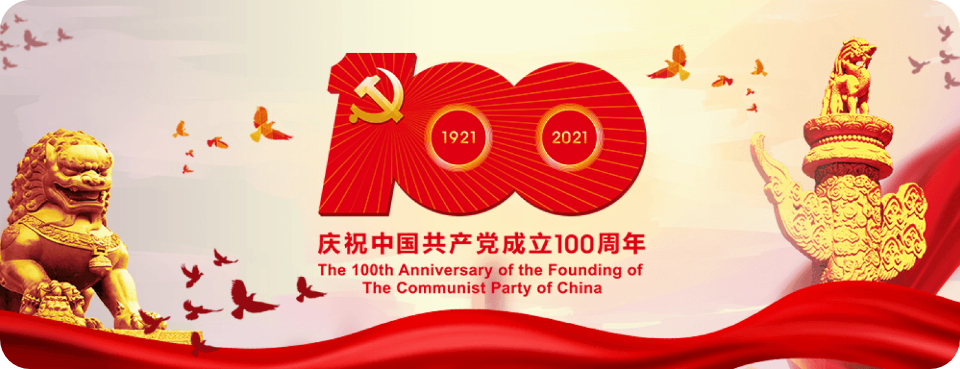 100
1921
2021
庆祝中国共产党成立100周年
The 100th Anniversary of the Founding of
The Communist Party of China